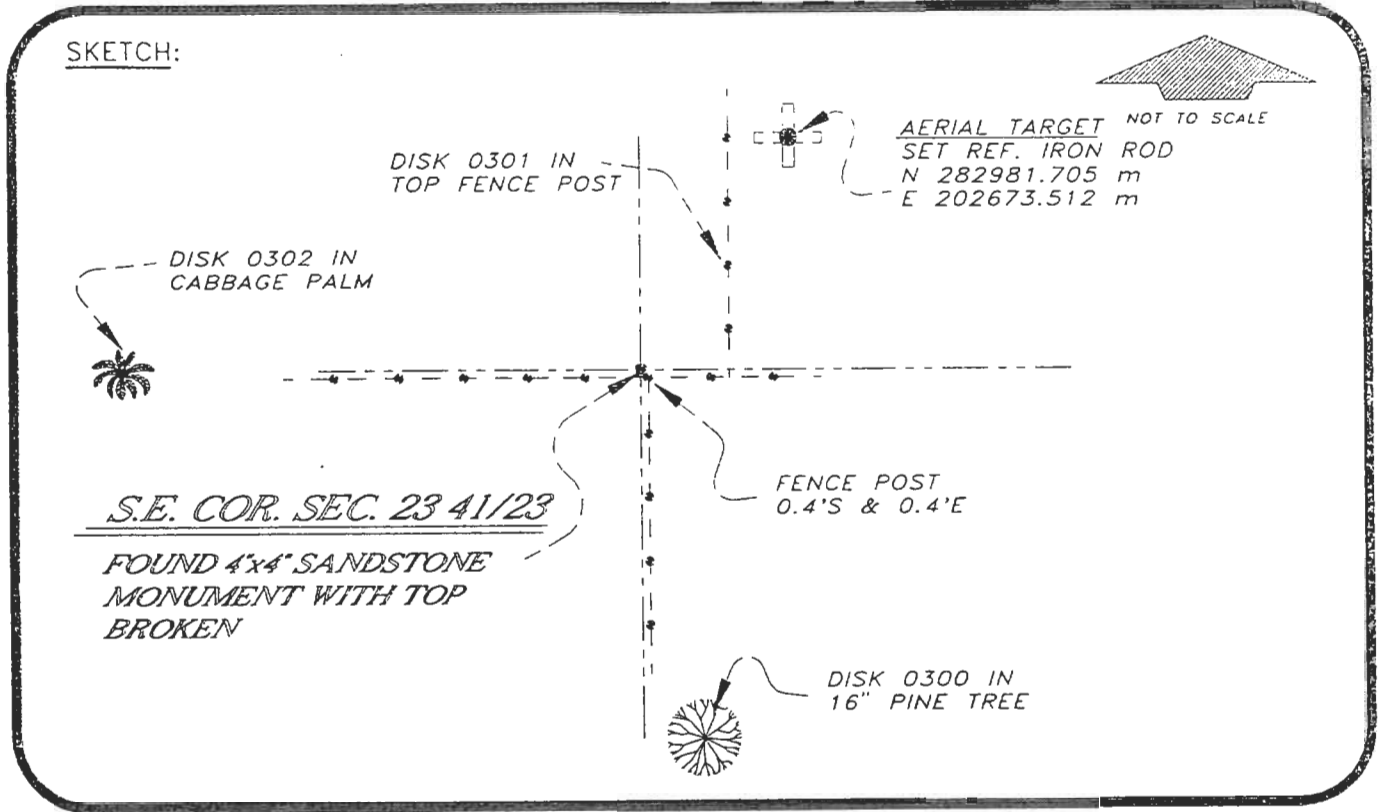 SKETCH:
NOT TO SCALE
AERIAL TARGET
SET REF. IRON ROD
N 282981.705 m
E 202673.512 m
DISK 0301 IN
TOP FENCE POST
DISK 0302 IN
CABBAGE PALM
FENCE POST
0.4'S & 0.4'E
S.E. COR. SEC. 23 41/23
FOUND 4"x4" SANDSTONE
MONUMENT WITH TOP
BROKEN
DISK 0300 IN
16" PINE TREE